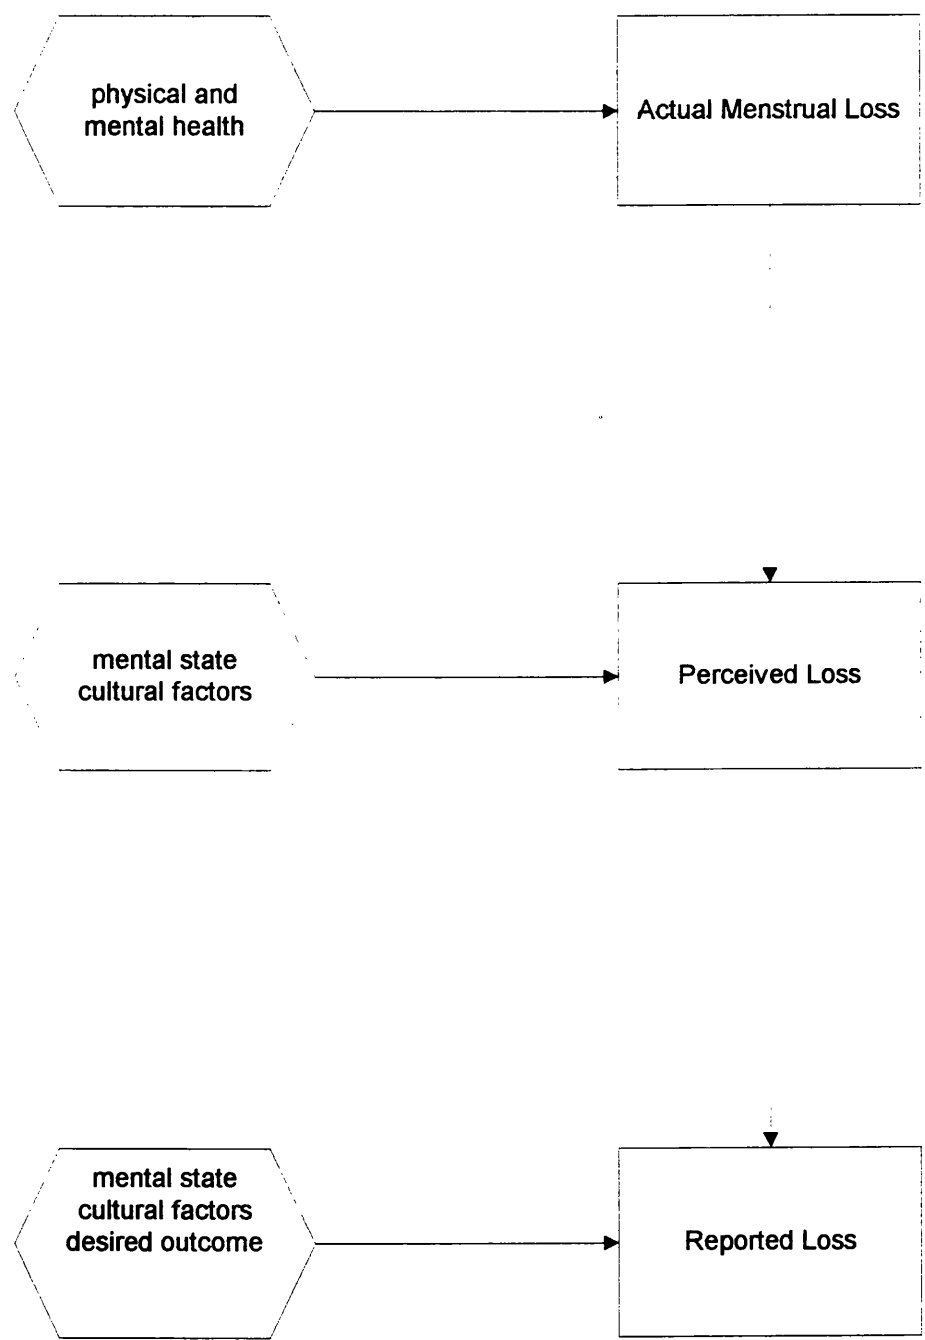 physical and
mental health
Actual Menstrual Loss
mental state
cultural factors
Perceived Loss
mental state
cultural factors
desired outcome
Reported Loss